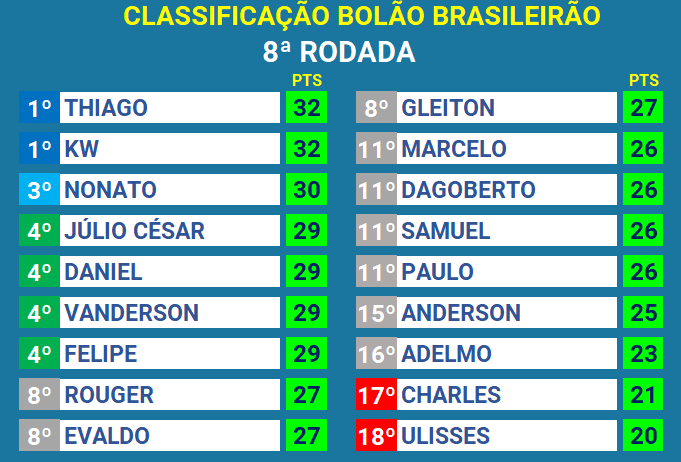 CLASSIFICAÇÃO BOLÃO BRASILEIRÃO
8ª RODADA
PTS
1º THIAGO 32
1º KW 32
3º NONATO 30
4º JÚLIO CÉSAR 29
4º DANIEL 29
4º VANDERSON 29
4º FELIPE 29
8º ROUGER 27
8º EVALDO 27
PTS
8º GLEITON 27
11º MARCELO 26
11º DAGOBERTO 26
11º SAMUEL 26
11º PAULO 26
15º ANDERSON 25
16º ADELMO 23
17º CHARLES 21
18º ULISSES 20